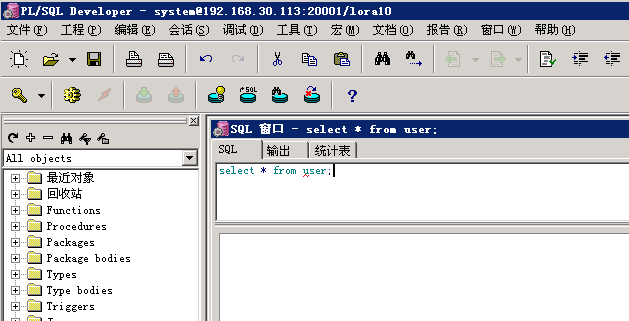 PL/SQL Developer - system@192.168.30.113:20001/lora10
文件(F) 工程(P) 编辑(E) 会话(S) 调试(D) 工具(T) 宏(M) 文档(O) 报告(R) 窗口(W) 帮助(H)
SQL
?
SQL 窗口 - select * from user;
SQL 输出 统计表
All objects
select * from user;
最近对象
回收站
Functions
Procedures
Packages
Package bodies
Types
Type bodies
Triggers